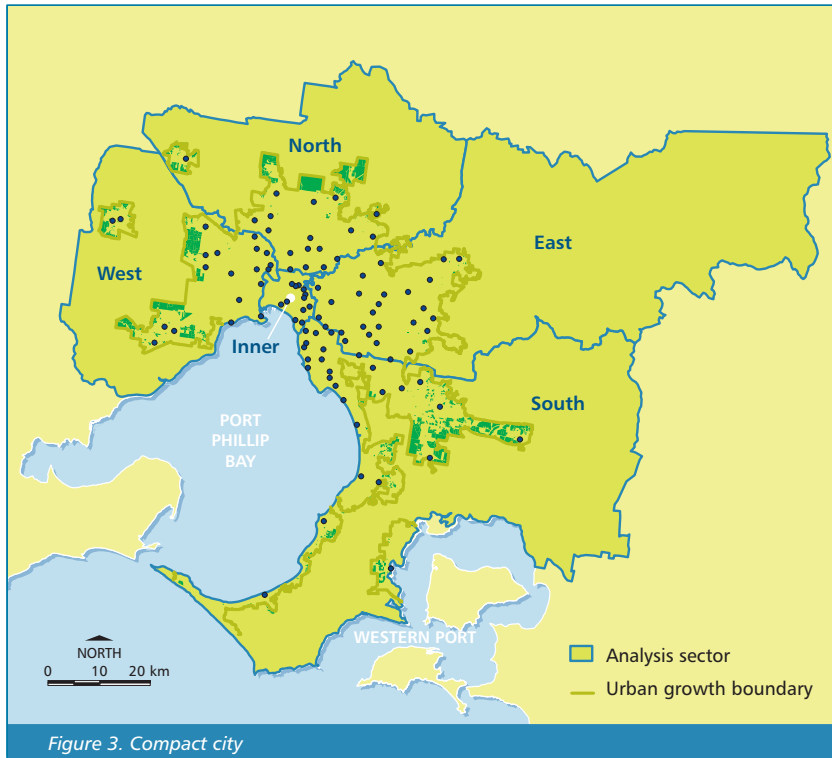 North
East
West
Inner
South
PORT
PHILLIP
BAY
WESTERN PORT
NORTH
0 10 20 km
Analysis sector
Urban growth boundary
Figure 3. Compact city